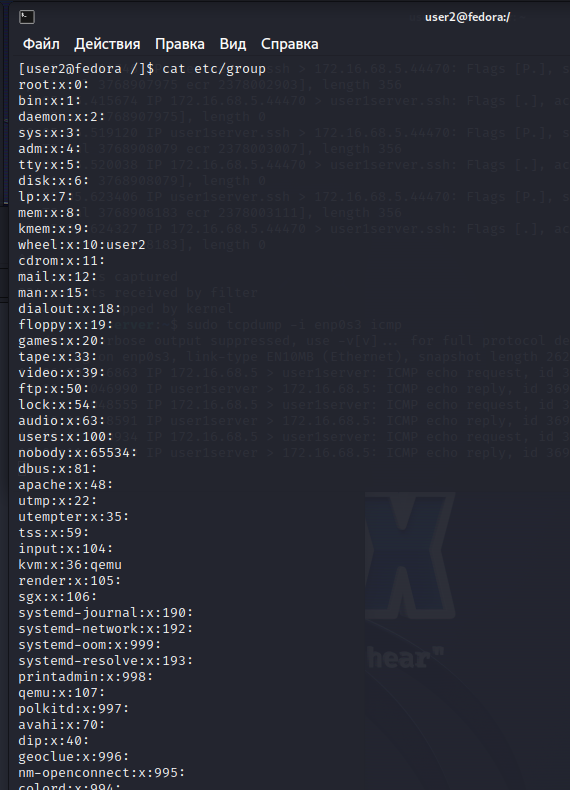 user2@fedora:/
Файл Действия Правка Вид Справка
[user2@fedora /]$ cat etc/group
root:x:0:
bin:x:1:
daemon:x:2:
sys:x:3:
adm:x:4:
tty:x:5:
disk:x:6:
lp:x:7:
mem:x:8:
kmem:x:9:
wheel:x:10:user2
cdrom:x:11:
mail:x:12:
man:x:15:
dialout:x:18:
floppy:x:19:
games:x:20:
tape:x:33:
video:x:39:
ftp:x:50:
lock:x:54:
audio:x:63:
users:x:100:
nobody:x:65534:
dbus:x:81:
apache:x:48:
utmp:x:22:
utempter:x:35:
tss:x:59:
input:x:104:
kvm:x:36:qemu
render:x:105:
sgx:x:106:
systemd-journal:x:190:
systemd-network:x:192:
systemd-oom:x:999:
systemd-resolve:x:193:
printadmin:x:998:
qemu:x:107:
polkitd:x:997:
avahi:x:70:
dip:x:40:
geoclue:x:996:
nm-openconnect:x:995:
colord:x:994: